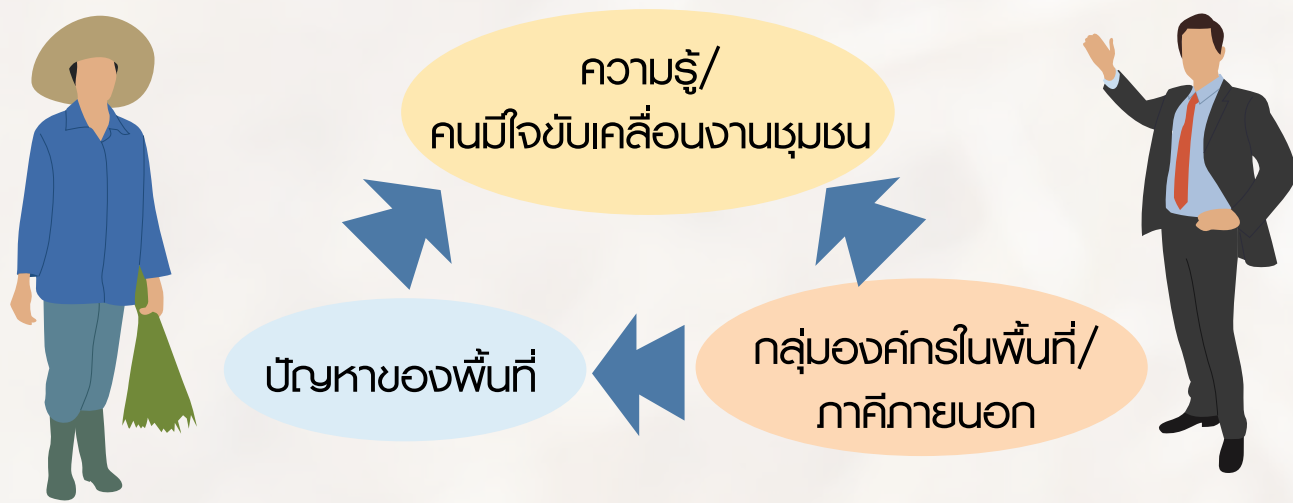 ความรู้/
คนมีใจขับเคลื่อนงานชุมชน
ปัญหาของพื้นที่
กลุ่มองค์กรในพื้นที่/
ภาคีภายนอก